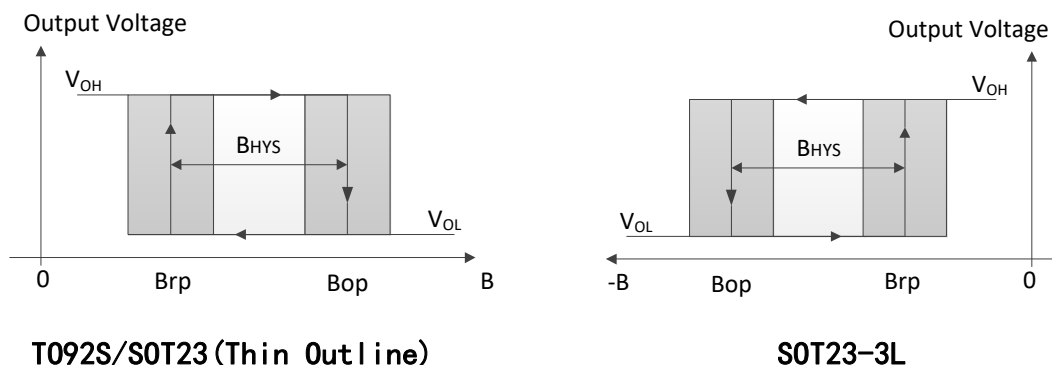 Output Voltage
Output Voltage
VOH
VOH
BHYS
BHYS
VOL
VOL
0
Brp
Bop
B
-B
Bop
Brp
0
TO92S/SOT23(Thin Outline)
SOT23-3L